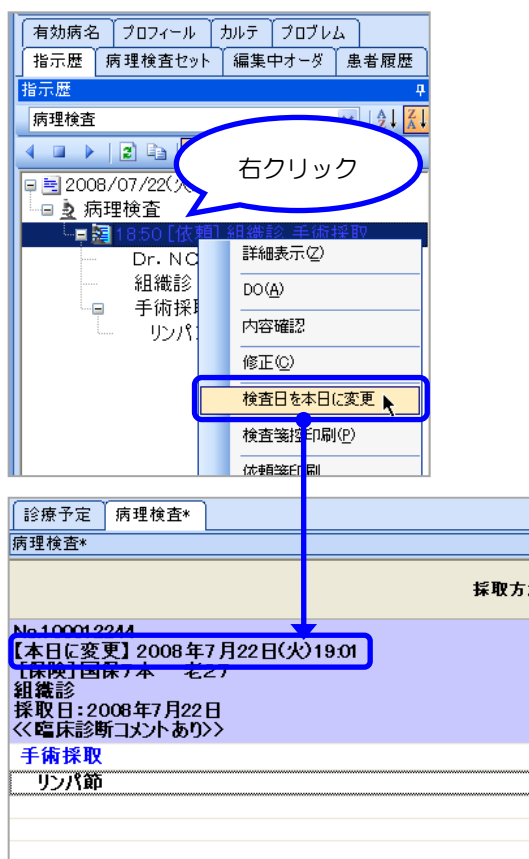 有効病名 プロフィール カルテ プロブレム
指示歴 病理検査セット 編集中オーダ 患者履歴
指示歴
病理検査
右クリック
2008/07/22(火
病理検査
18:50 [依頼] 組織診 手術採取
Dr. NC
組織診
手術採
リンパ
詳細表示(Z)
DO(A)
内容確認
修正(C)
検査日を本日に変更
検査箋控印刷(P)
依頼箋印刷
診療予定 病理検査*
病理検査*
採取方
No.100012244
【本日に変更】 2008年7月22日(火)19:01
【保険】国保7本 老27
組織診
採取日:2008年7月22日
<<臨床診断コメントあり>>
手術採取
リンパ節